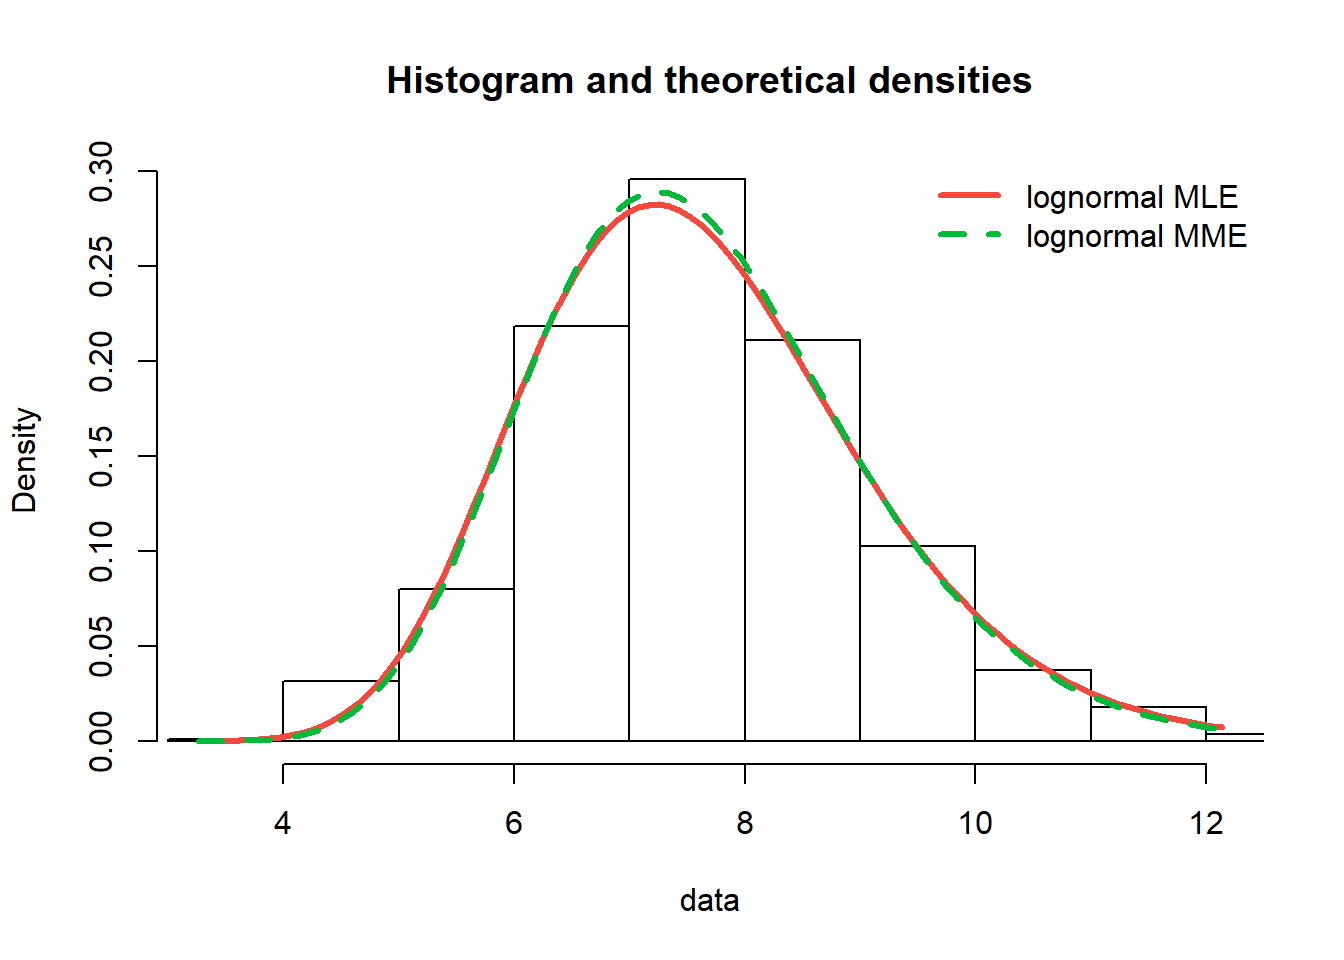 Histogram and theoretical densities
lognormal MLE
lognormal MME
Density
0.30
0.25
0.20
0.15
0.10
0.05
0.00
4 6 8 10 12
data